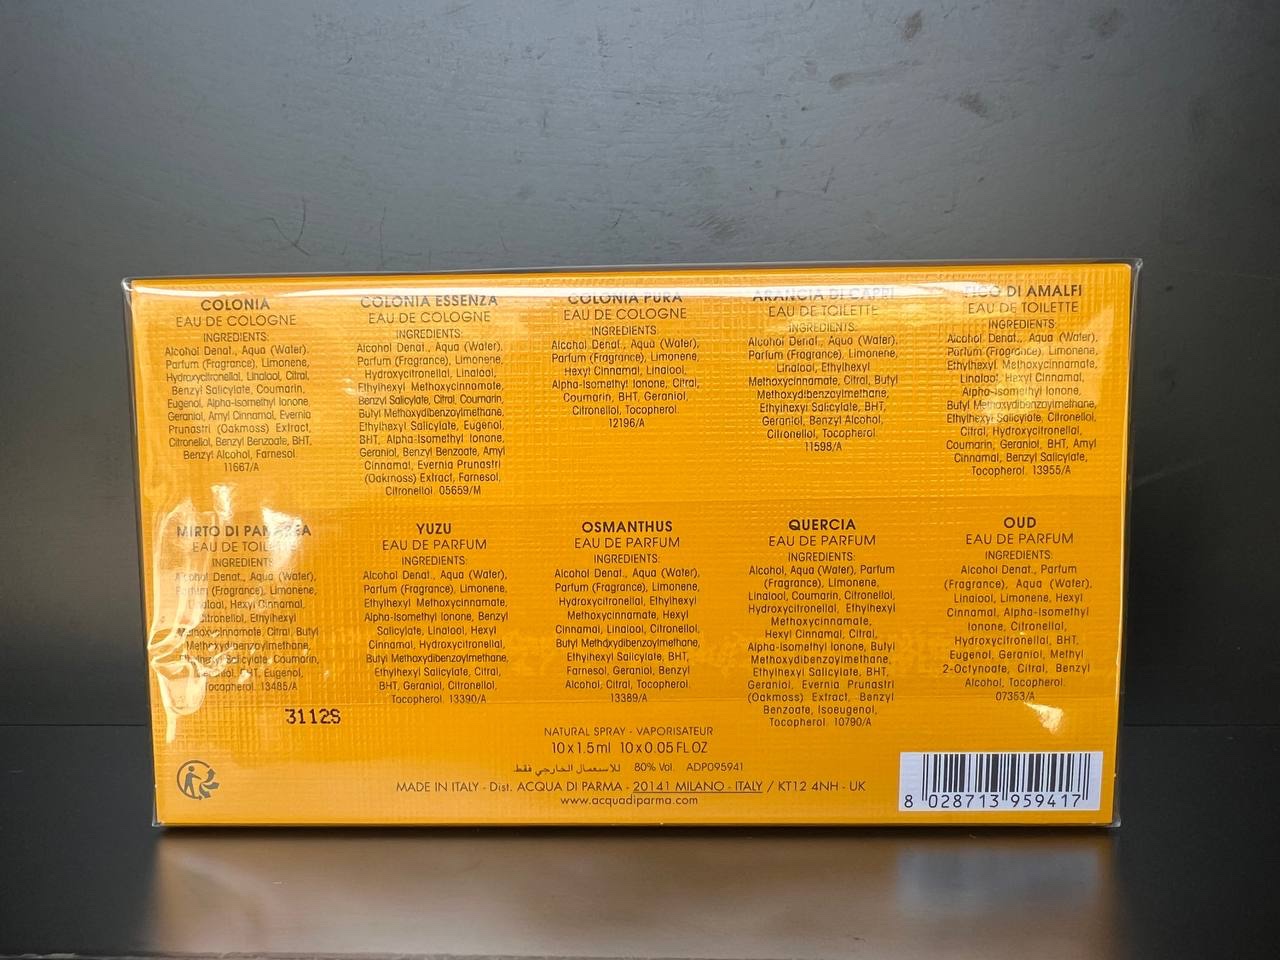 COLONIA
EAU DE COLOGNE
INGREDIENTS:
Alcohol Denat., Aqua (Water),
Parfum (Fragrance), Limonene,
Hydroxycitronellal, Linalool, Citral,
Benzyl Salicylate, Coumarin,
Eugenol, Alpha-Isomethyl Ionone
Geraniol, Amyl Cinnamal, Evernia
Prunastri (Oakmoss) Extract,
Citronellol, Benzyl Benzoate, BHT,
Benzyl Alcohol, Farnesol.
11667/A
COLONIA ESSENZA
EAU DE COLOGNE
INGREDIENTS:
Alcohol Denat., Aqua (Water),
Parfum (Fragrance), Limonene,
Hydroxycitronellal, Linalool,
Ethylhexyl Methoxycinnamate,
Benzyl Salicylate, Citral, Coumarin,
Butyl Methoxydibenzoylmethane,
Ethylhexyl Salicylate, Eugenol,
BHT, Alpha-Isomethyl Ionone,
Geraniol, Benzyl Benzoate, Amyl
Cinnamal, Evernia Prunastri
(Oakmoss) Extract, Farnesol,
Citronellol. 05659/M
COLONIA PURA
EAU DE COLOGNE
INGREDIENTS:
Alcohol Denat., Aqua (Water),
Parfum (Fragrance), Limonene,
Hexyl Cinnamal, Linalool,
Alpha-Isomethyl Ionone, Citral,
Coumarin, BHT, Geraniol,
Citronellol, Tocopherol.
12196/A
ARANCIA DI CAPRI
EAU DE TOILETTE
INGREDIENTS:
Alcohol Denat., Aqua (Water),
Parfum (Fragrance), Limonene,
Linalool, Ethylhexyl
Methoxycinnamate, Citral, Butyl
Methoxydibenzoylmethane,
Ethylhexyl Salicylate, BHT,
Geraniol, Benzyl Alcohol,
Citronellol, Tocopherol.
11598/A
FICO DI AMALFI
EAU DE TOILETTE
INGREDIENTS:
Alcohol Denat., Aqua (Water),
Parfum (Fragrance), Limonene,
Ethylhexyl Methoxycinnamate,
Linalool, Hexyl Cinnamal,
Alpha-Isomethyl Ionone,
Butyl Methoxydibenzoylmethane,
Ethylhexyl Salicylate, Citronellol,
Citral, Hydroxycitronellal,
Coumarin, Geraniol, BHT, Amyl
Cinnamal, Benzyl Salicylate,
Tocopherol. 13955/A
MIRTO DI PANAREA
EAU DE TOILETTE
INGREDIENTS:
Alcohol Denat., Aqua (Water),
Parfum (Fragrance), Limonene,
Linalool, Hexyl Cinnamal,
Citronellol, Ethylhexyl
Methoxycinnamate, Citral, Butyl
Methoxydibenzoylmethane,
Ethylhexyl Salicylate, Coumarin,
Geraniol, BHT, Eugenol,
Tocopherol. 13485/A
YUZU
EAU DE PARFUM
INGREDIENTS:
Alcohol Denat., Aqua (Water),
Parfum (Fragrance), Limonene,
Ethylhexyl Methoxycinnamate,
Alpha-Isomethyl Ionone, Benzyl
Salicylate, Linalool, Hexyl
Cinnamal, Hydroxycitronellal,
Butyl Methoxydibenzoylmethane,
Ethylhexyl Salicylate, Citral,
BHT, Geraniol, Citronellol,
Tocopherol. 13390/A
OSMANTHUS
EAU DE PARFUM
INGREDIENTS:
Alcohol Denat., Aqua (Water),
Parfum (Fragrance), Limonene,
Hydroxycitronellal, Ethylhexyl
Methoxycinnamate, Hexyl
Cinnamal, Linalool, Citronellol,
Butyl Methoxydibenzoylmethane,
Ethylhexyl Salicylate, BHT,
Farnesol, Geraniol, Benzyl
Alcohol, Citral, Tocopherol.
13389/A
QUERCIA
EAU DE PARFUM
INGREDIENTS:
Alcohol, Aqua (Water), Parfum
(Fragrance), Limonene,
Linalool, Coumarin, Citronellol,
Hydroxycitronellal, Ethylhexyl
Methoxycinnamate,
Hexyl Cinnamal, Citral,
Alpha-Isomethyl Ionone, Butyl
Methoxydibenzoylmethane,
Ethylhexyl Salicylate, BHT,
Geraniol, Evernia Prunastri
(Oakmoss) Extract, Benzyl
Benzoate, Isoeugenol,
Tocopherol. 10790/A
OUD
EAU DE PARFUM
INGREDIENTS:
Alcohol Denat., Parfum
(Fragrance), Aqua (Water),
Linalool, Limonene, Hexyl
Cinnamal, Alpha-Isomethyl
Ionone, Citronellol,
Hydroxycitronellal, BHT,
Eugenol, Geraniol, Methyl
2-Octynoate, Citral, Benzyl
Alcohol, Tocopherol.
07353/A
3112S
NATURAL SPRAY - VAPORISATEUR
10 x 1.5ml 10 x 0.05 FL OZ
للاستعمال الخارجي فقط 80% Vol. ADP095941
MADE IN ITALY - Dist. ACQUA DI PARMA - 20141 MILANO - ITALY / KT12 4NH - UK
www.acquadiparma.com
8 028713 959417